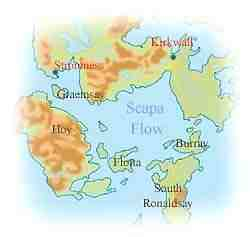 Kirkwall
Stromness
Graemsay
Scapa
Flow
Hoy
Burray
Flotta
South
Ronaldsay